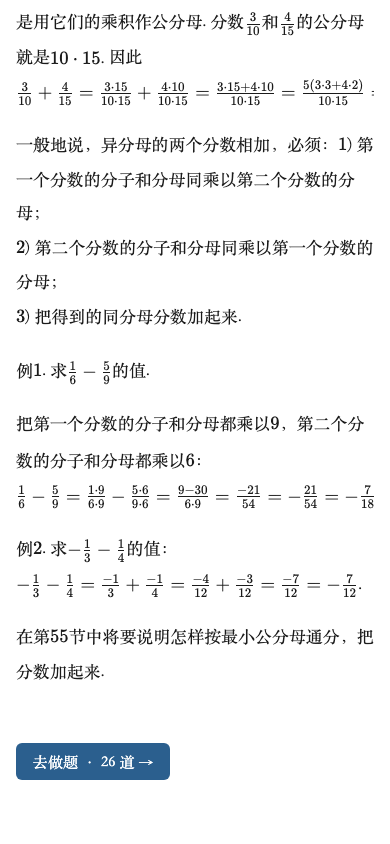 是用它们的乘积作公分母. 分数3/10和4/15的公分母
就是10 · 15. 因此
3/10 + 4/15 = 3·15/10·15 + 4·10/10·15 = 3·15+4·10/10·15 = 5(3·3+4·2)/10·15 =
一般地说，异分母的两个分数相加，必须：1) 第
一个分数的分子和分母同乘以第二个分数的分
母；
2) 第二个分数的分子和分母同乘以第一个分数的
分母；
3) 把得到的同分母分数加起来.
例1. 求1/6 − 5/9的值.
把第一个分数的分子和分母都乘以9，第二个分
数的分子和分母都乘以6：
1/6 − 5/9 = 1·9/6·9 − 5·6/9·6 = 9−30/6·9 = −21/54 = −21/54 = −7/18
例2. 求−1/3 − 1/4的值：
−1/3 − 1/4 = −1/3 + −1/4 = −4/12 + −3/12 = −7/12 = −7/12.
在第55节中将要说明怎样按最小公分母通分，把
分数加起来.
去做题 · 26 道 →